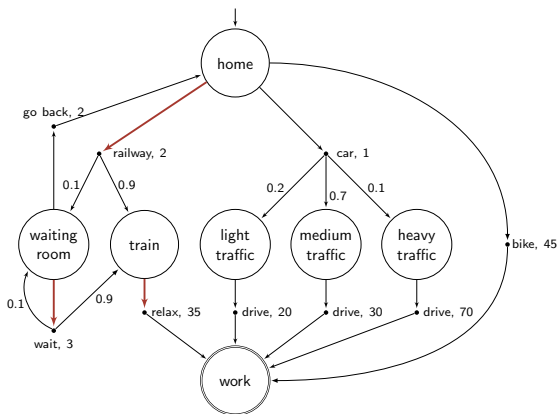 home
go back, 2
railway, 2
car, 1
0.1
0.9
0.2
0.7
0.1
waiting
room
train
light
traffic
medium
traffic
heavy
traffic
bike, 45
0.1
0.9
wait, 3
relax, 35
drive, 20
drive, 30
drive, 70
work